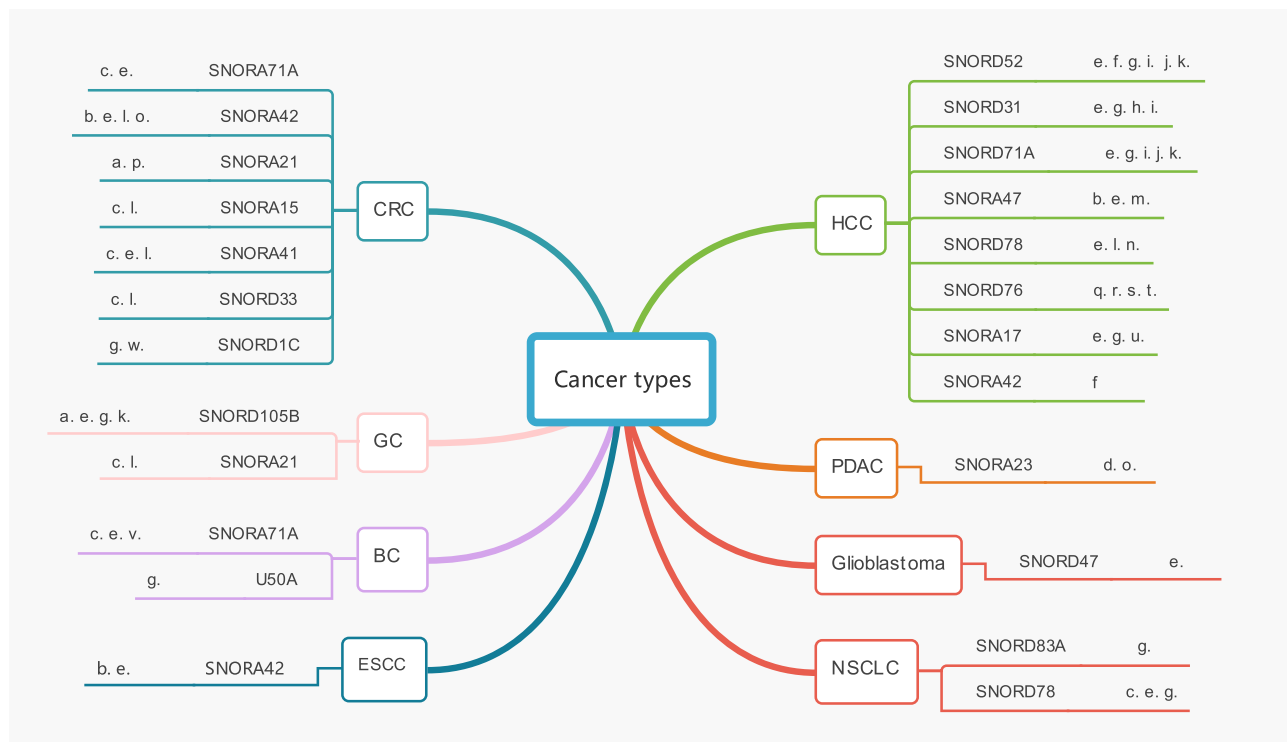 Cancer types
CRC
c. e. SNORA71A
b. e. l. o. SNORA42
a. p. SNORA21
c. l. SNORA15
c. e. l. SNORA41
c. l. SNORD33
g. w. SNORD1C
GC
a. e. g. k. SNORD105B
c. l. SNORA21
BC
c. e. v. SNORA71A
g. U50A
ESCC
b. e. SNORA42
HCC
SNORD52 e. f. g. i. j. k.
SNORD31 e. g. h. i.
SNORD71A e. g. i. j. k.
SNORA47 b. e. m.
SNORD78 e. l. n.
SNORD76 q. r. s. t.
SNORA17 e. g. u.
SNORA42 f
PDAC
SNORA23 d. o.
Glioblastoma
SNORD47 e.
NSCLC
SNORD83A g.
SNORD78 c. e. g.